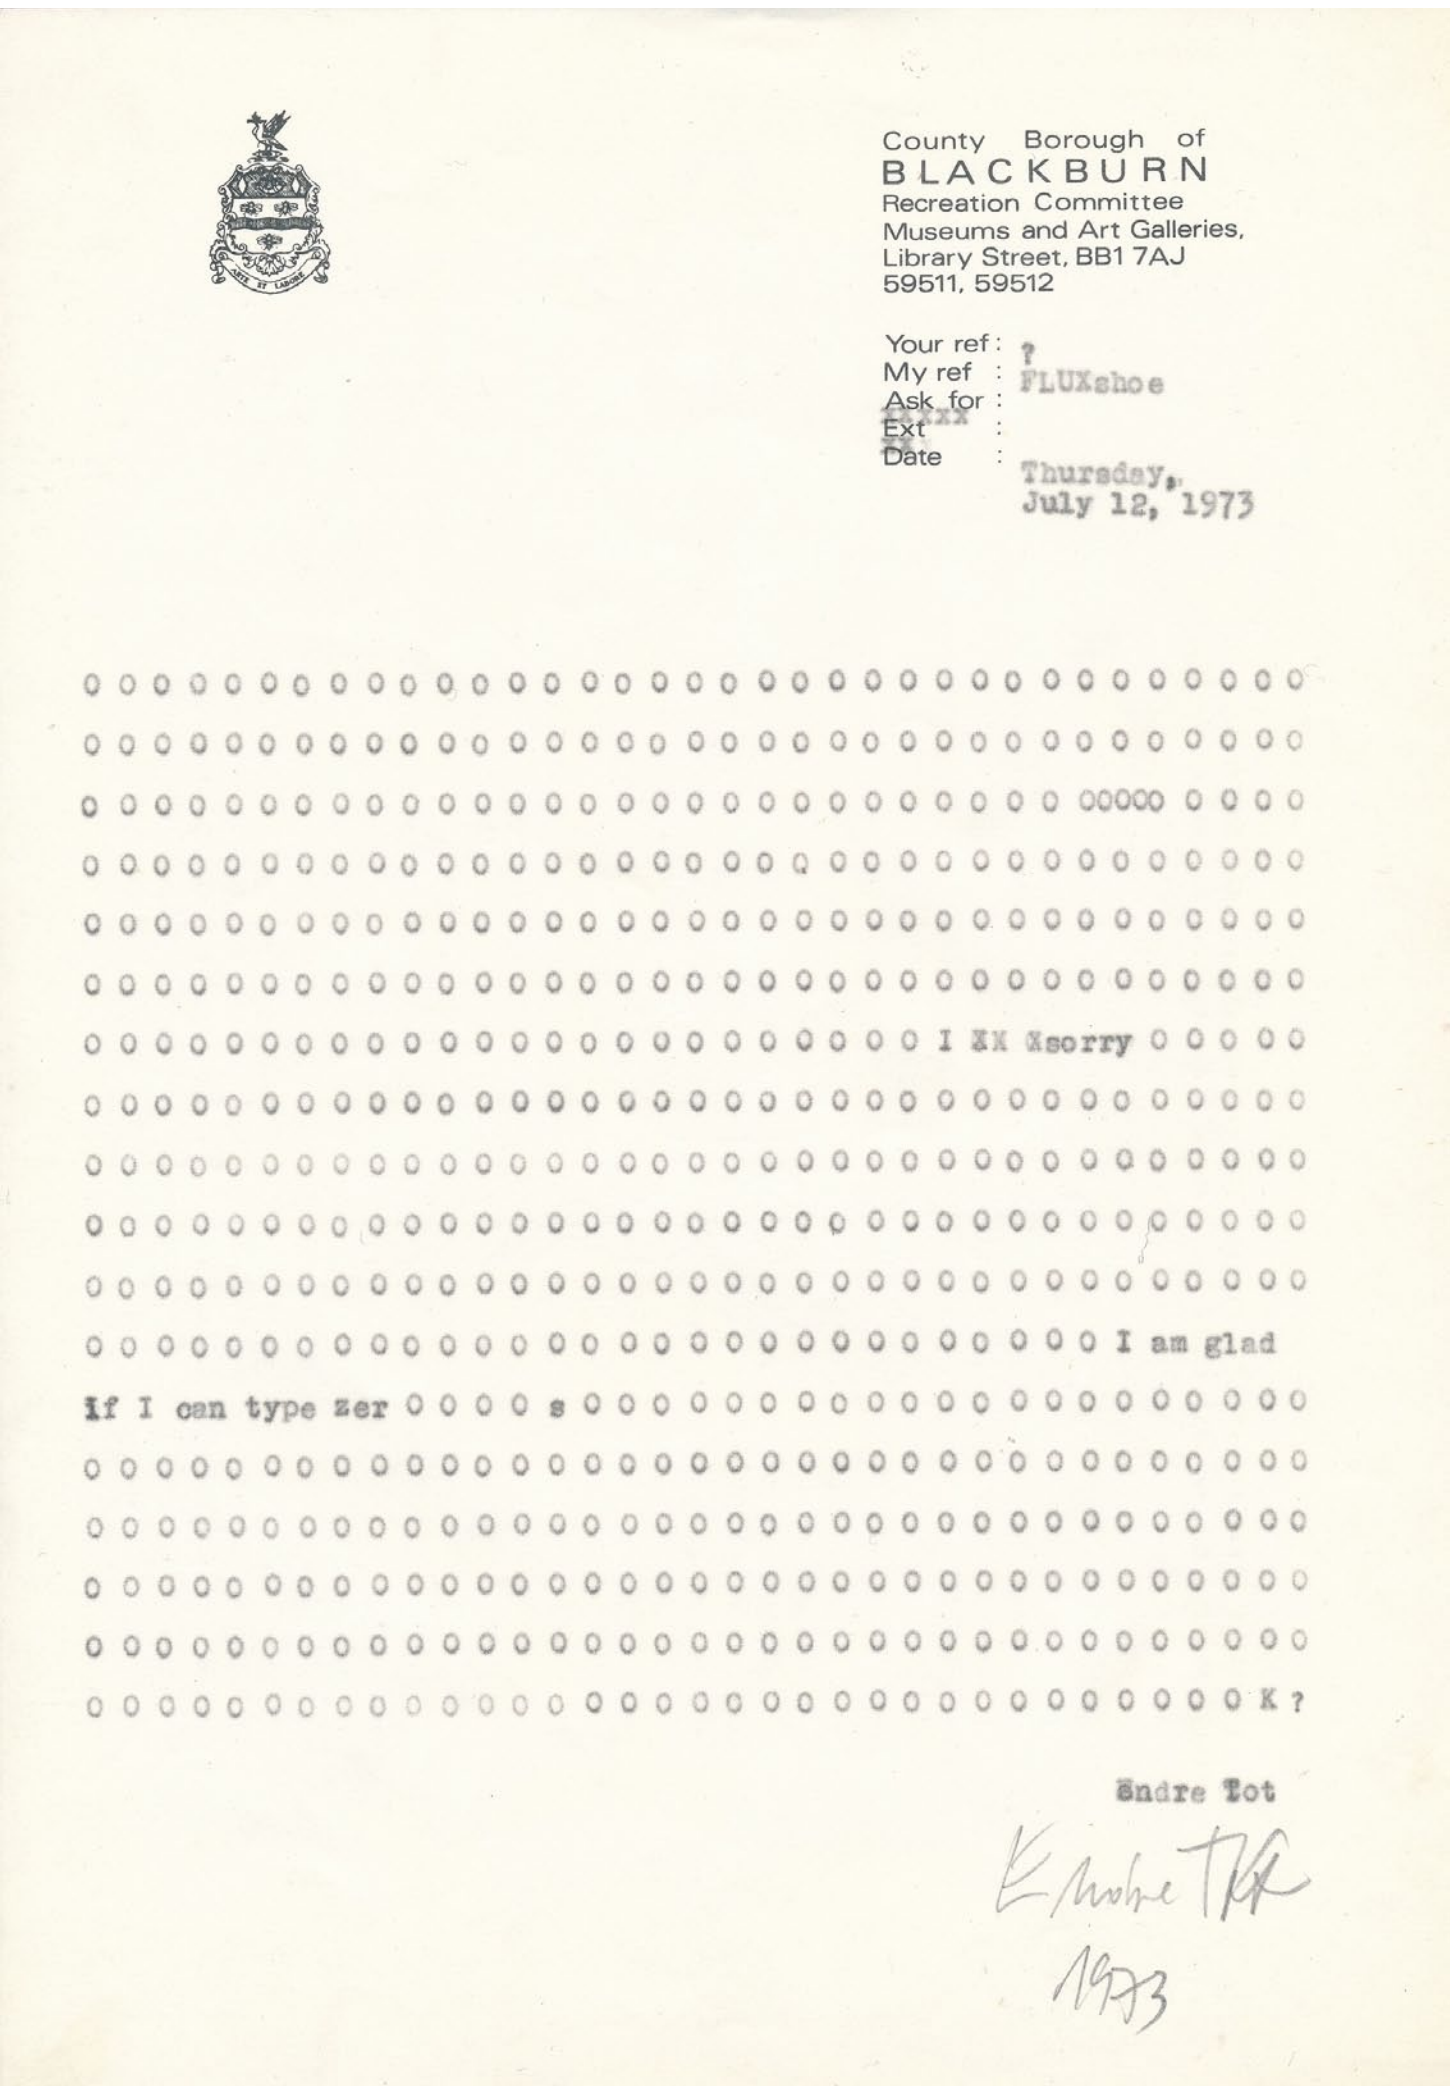 ARTE ET LABORE
County Borough of
BLACKBURN
Recreation Committee
Museums and Art Galleries,
Library Street, BB1 7AJ
59511, 59512
Your ref : ?
My ref : FLUXshoe
Ask for :
Ext :
Date : Thursday,
July 12, 1973
0 0 0 0 0 0 0 0 0 0 0 0 0 0 0 0 0 0 0 0 0 0 0 0 0 0 0 0 0 0 0 0 0 0 0
0 0 0 0 0 0 0 0 0 0 0 0 0 0 0 0 0 0 0 0 0 0 0 0 0 0 0 0 0 0 0 0 0 0 0
0 0 0 0 0 0 0 0 0 0 0 0 0 0 0 0 0 0 0 0 0 0 0 0 0 0 0 0 00000 0 0 0 0
0 0 0 0 0 0 0 0 0 0 0 0 0 0 0 0 0 0 0 0 0 0 0 0 0 0 0 0 0 0 0 0 0 0 0
0 0 0 0 0 0 0 0 0 0 0 0 0 0 0 0 0 0 0 0 0 0 0 0 0 0 0 0 0 0 0 0 0 0 0
0 0 0 0 0 0 0 0 0 0 0 0 0 0 0 0 0 0 0 0 0 0 0 0 0 0 0 0 0 0 0 0 0 0 0
0 0 0 0 0 0 0 0 0 0 0 0 0 0 0 0 0 0 0 0 0 0 0 0 I XX Xsorry 0 0 0 0 0
0 0 0 0 0 0 0 0 0 0 0 0 0 0 0 0 0 0 0 0 0 0 0 0 0 0 0 0 0 0 0 0 0 0 0
0 0 0 0 0 0 0 0 0 0 0 0 0 0 0 0 0 0 0 0 0 0 0 0 0 0 0 0 0 0 0 0 0 0 0
0 0 0 0 0 0 0 0 0 0 0 0 0 0 0 0 0 0 0 0 0 0 0 0 0 0 0 0 0 0 0 0 0 0 0
0 0 0 0 0 0 0 0 0 0 0 0 0 0 0 0 0 0 0 0 0 0 0 0 0 0 0 0 0 0 0 0 0 0 0
0 0 0 0 0 0 0 0 0 0 0 0 0 0 0 0 0 0 0 0 0 0 0 0 0 0 0 0 0 I am glad
if I can type zer 0 0 0 0 s 0 0 0 0 0 0 0 0 0 0 0 0 0 0 0 0 0 0 0 0 0
0 0 0 0 0 0 0 0 0 0 0 0 0 0 0 0 0 0 0 0 0 0 0 0 0 0 0 0 0 0 0 0 0 0 0
0 0 0 0 0 0 0 0 0 0 0 0 0 0 0 0 0 0 0 0 0 0 0 0 0 0 0 0 0 0 0 0 0 0 0
0 0 0 0 0 0 0 0 0 0 0 0 0 0 0 0 0 0 0 0 0 0 0 0 0 0 0 0 0 0 0 0 0 0 0
0 0 0 0 0 0 0 0 0 0 0 0 0 0 0 0 0 0 0 0 0 0 0 0 0 0 0 0 0 0 0 0 0 0 0
0 0 0 0 0 0 0 0 0 0 0 0 0 0 0 0 0 0 0 0 0 0 0 0 0 0 0 0 0 0 0 0 0 K ?
Endre Tot
Endre Tót
1973